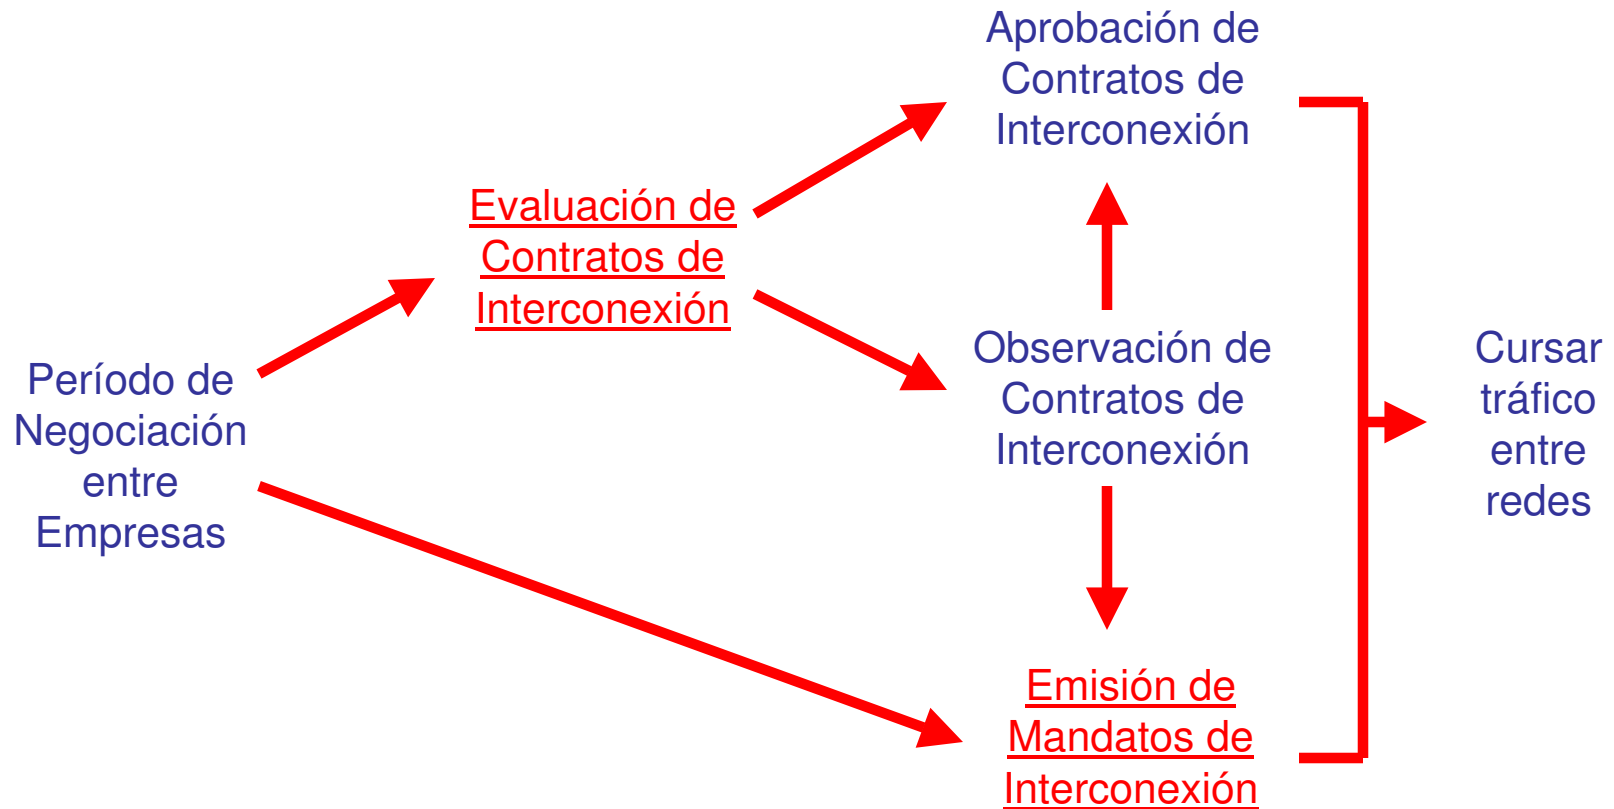 Período de
Negociación
entre
Empresas
Evaluación de
Contratos de
Interconexión
Aprobación de
Contratos de
Interconexión
Observación de
Contratos de
Interconexión
Emisión de
Mandatos de
Interconexión
Cursar
tráfico
entre
redes